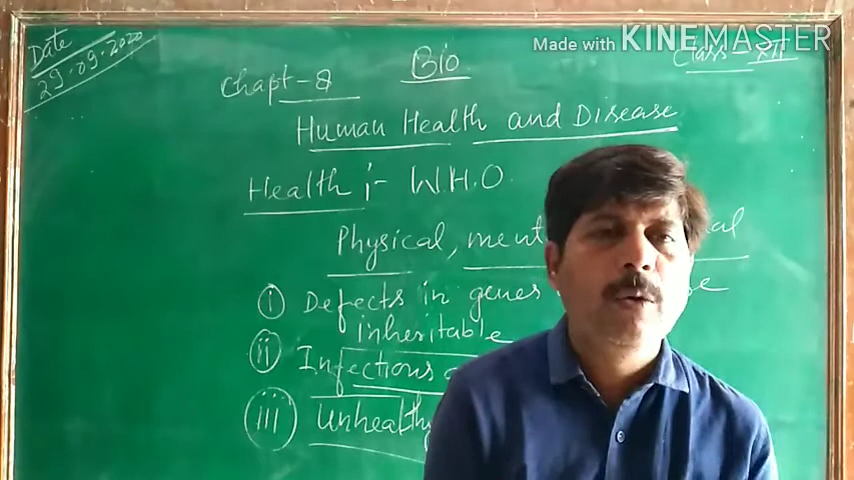 Made with KINEMASTER
Date
29.09.2020
Bio
Class - XII
Chapt - 8
Human Health and Disease
Health :- W.H.O
Physical, ment
(i) Defects in genes
inheritable
(ii) Infections
(iii) Unhealthy